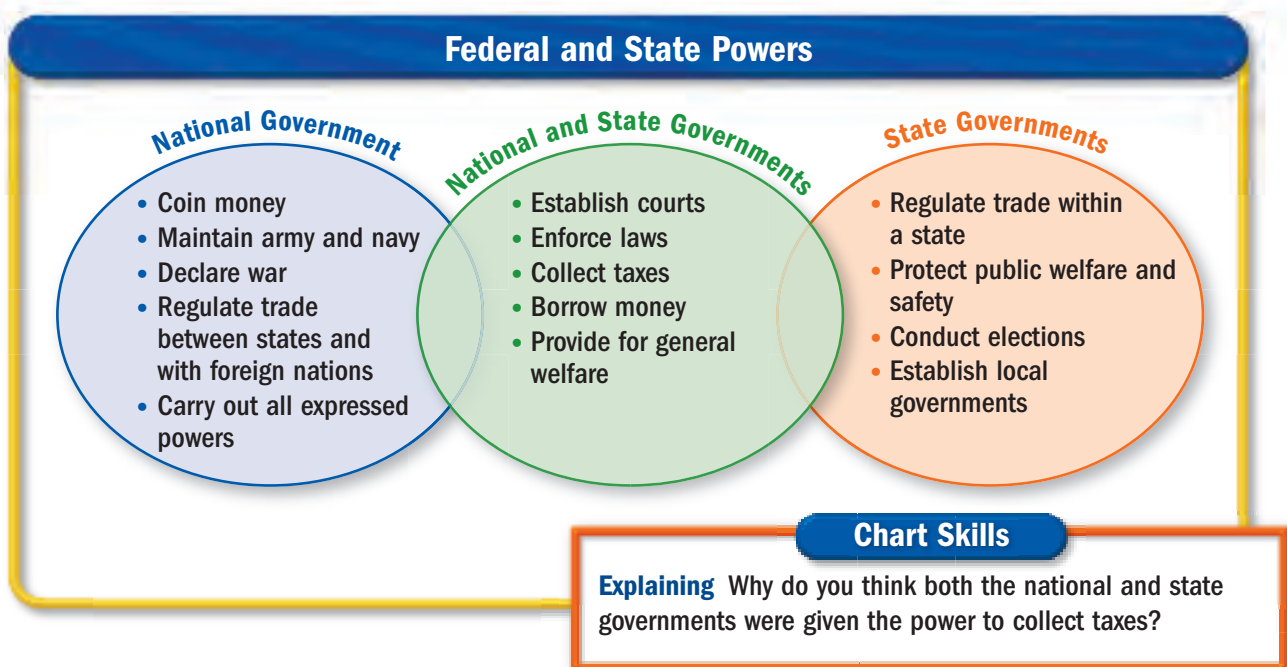 Federal and State Powers
National Government
• Coin money
• Maintain army and navy
• Declare war
• Regulate trade
between states and
with foreign nations
• Carry out all expressed
powers
National and State Governments
• Establish courts
• Enforce laws
• Collect taxes
• Borrow money
• Provide for general
welfare
State Governments
• Regulate trade within
a state
• Protect public welfare and
safety
• Conduct elections
• Establish local
governments
Chart Skills
Explaining Why do you think both the national and state
governments were given the power to collect taxes?